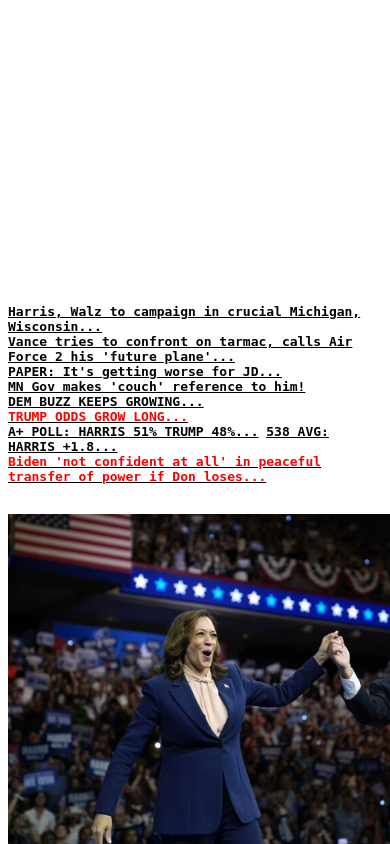 Harris, Walz to campaign in crucial Michigan,
Wisconsin...
Vance tries to confront on tarmac, calls Air
Force 2 his 'future plane'...
PAPER: It's getting worse for JD...
MN Gov makes 'couch' reference to him!
DEM BUZZ KEEPS GROWING...
TRUMP ODDS GROW LONG...
A+ POLL: HARRIS 51% TRUMP 48%... 538 AVG:
HARRIS +1.8...
Biden 'not confident at all' in peaceful
transfer of power if Don loses...